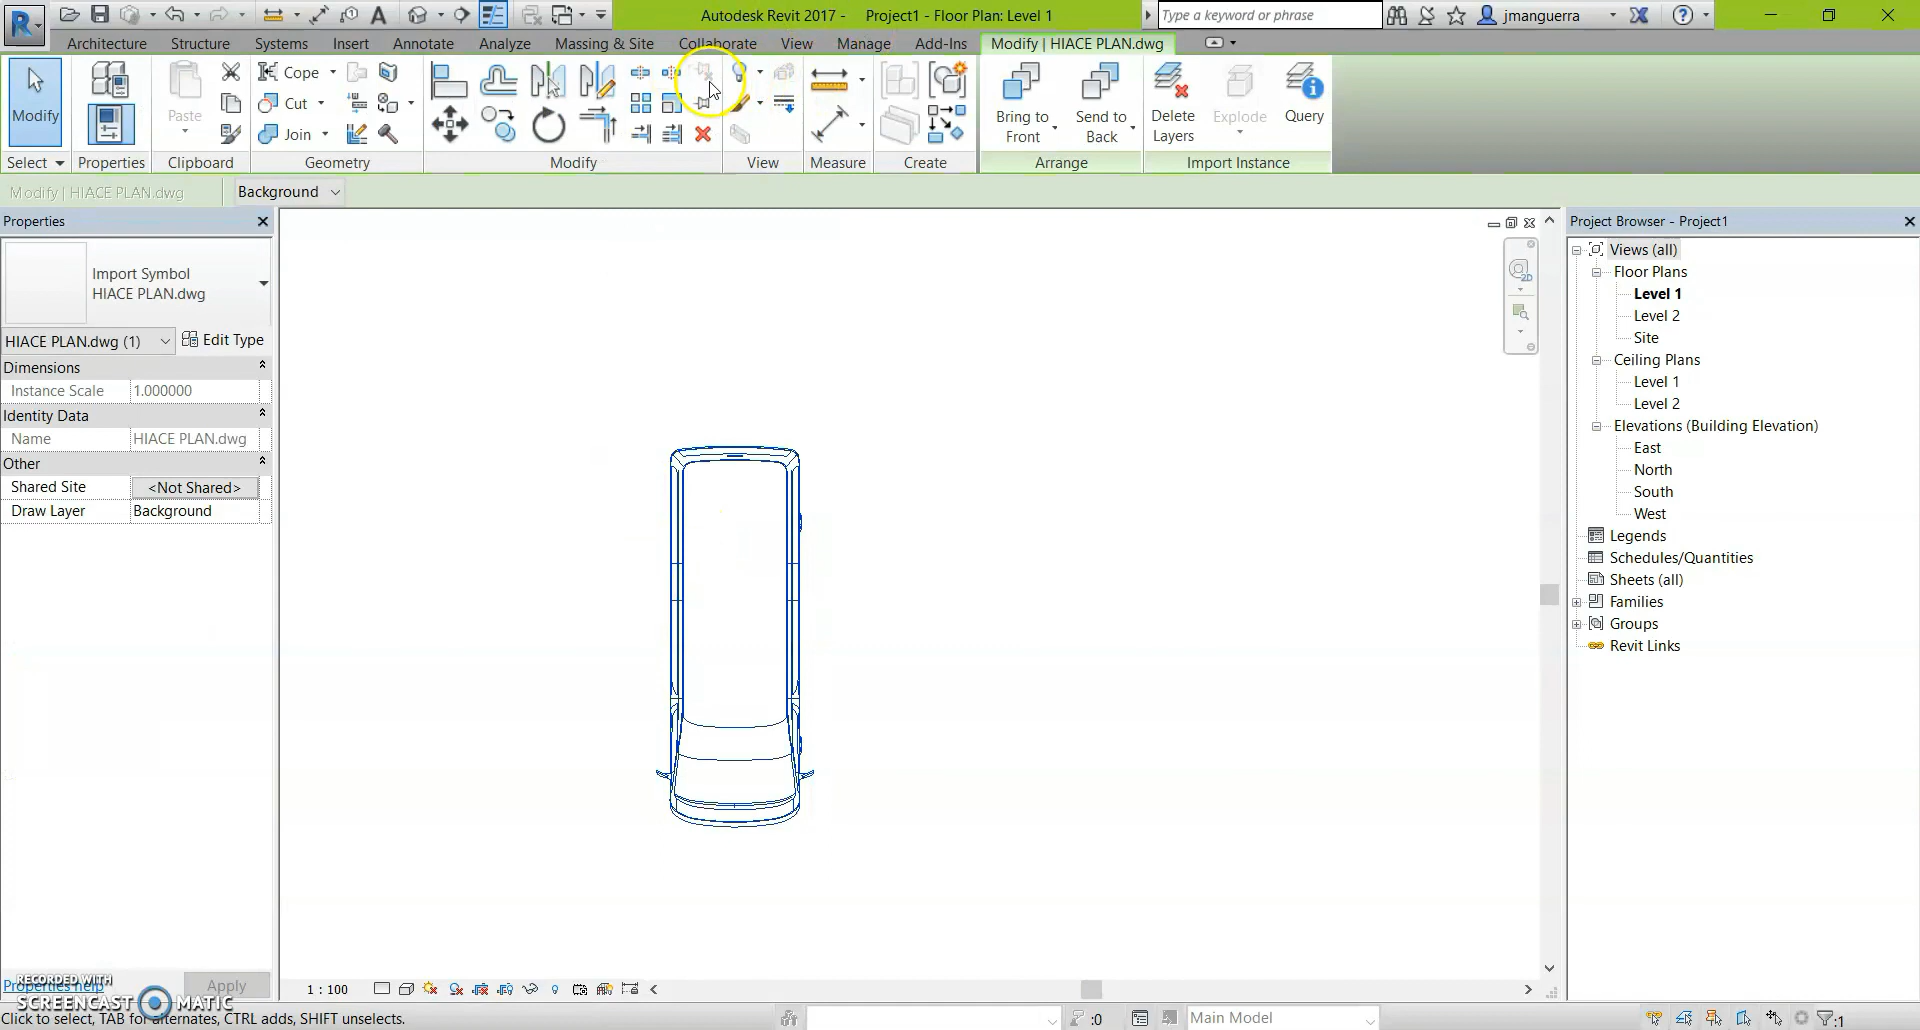 Autodesk Revit 2017 - Project1 - Floor Plan: Level 1
Type a keyword or phrase
jmanguerra
Architecture Structure Systems Insert Annotate Analyze Massing & Site Collaborate View Manage Add-Ins Modify | HIACE PLAN.dwg
Modify
Paste
Cope
Cut
Join
Bring to
Front
Send to
Back
Delete
Layers
Explode
Query
Select Properties Clipboard Geometry Modify View Measure Create Arrange Import Instance
Modify | HIACE PLAN.dwg
Background
Properties
Import Symbol
HIACE PLAN.dwg
HIACE PLAN.dwg (1)
Edit Type
Dimensions
Instance Scale 1.000000
Identity Data
Name HIACE PLAN.dwg
Other
Shared Site <Not Shared>
Draw Layer Background
Properties help
Apply
RECORDED WITH
SCREENCAST MATIC
2D
Project Browser - Project1
Views (all)
Floor Plans
Level 1
Level 2
Site
Ceiling Plans
Level 1
Level 2
Elevations (Building Elevation)
East
North
South
West
Legends
Schedules/Quantities
Sheets (all)
Families
Groups
Revit Links
1 : 100
Click to select, TAB for alternates, CTRL adds, SHIFT unselects.
:0
Main Model
:1